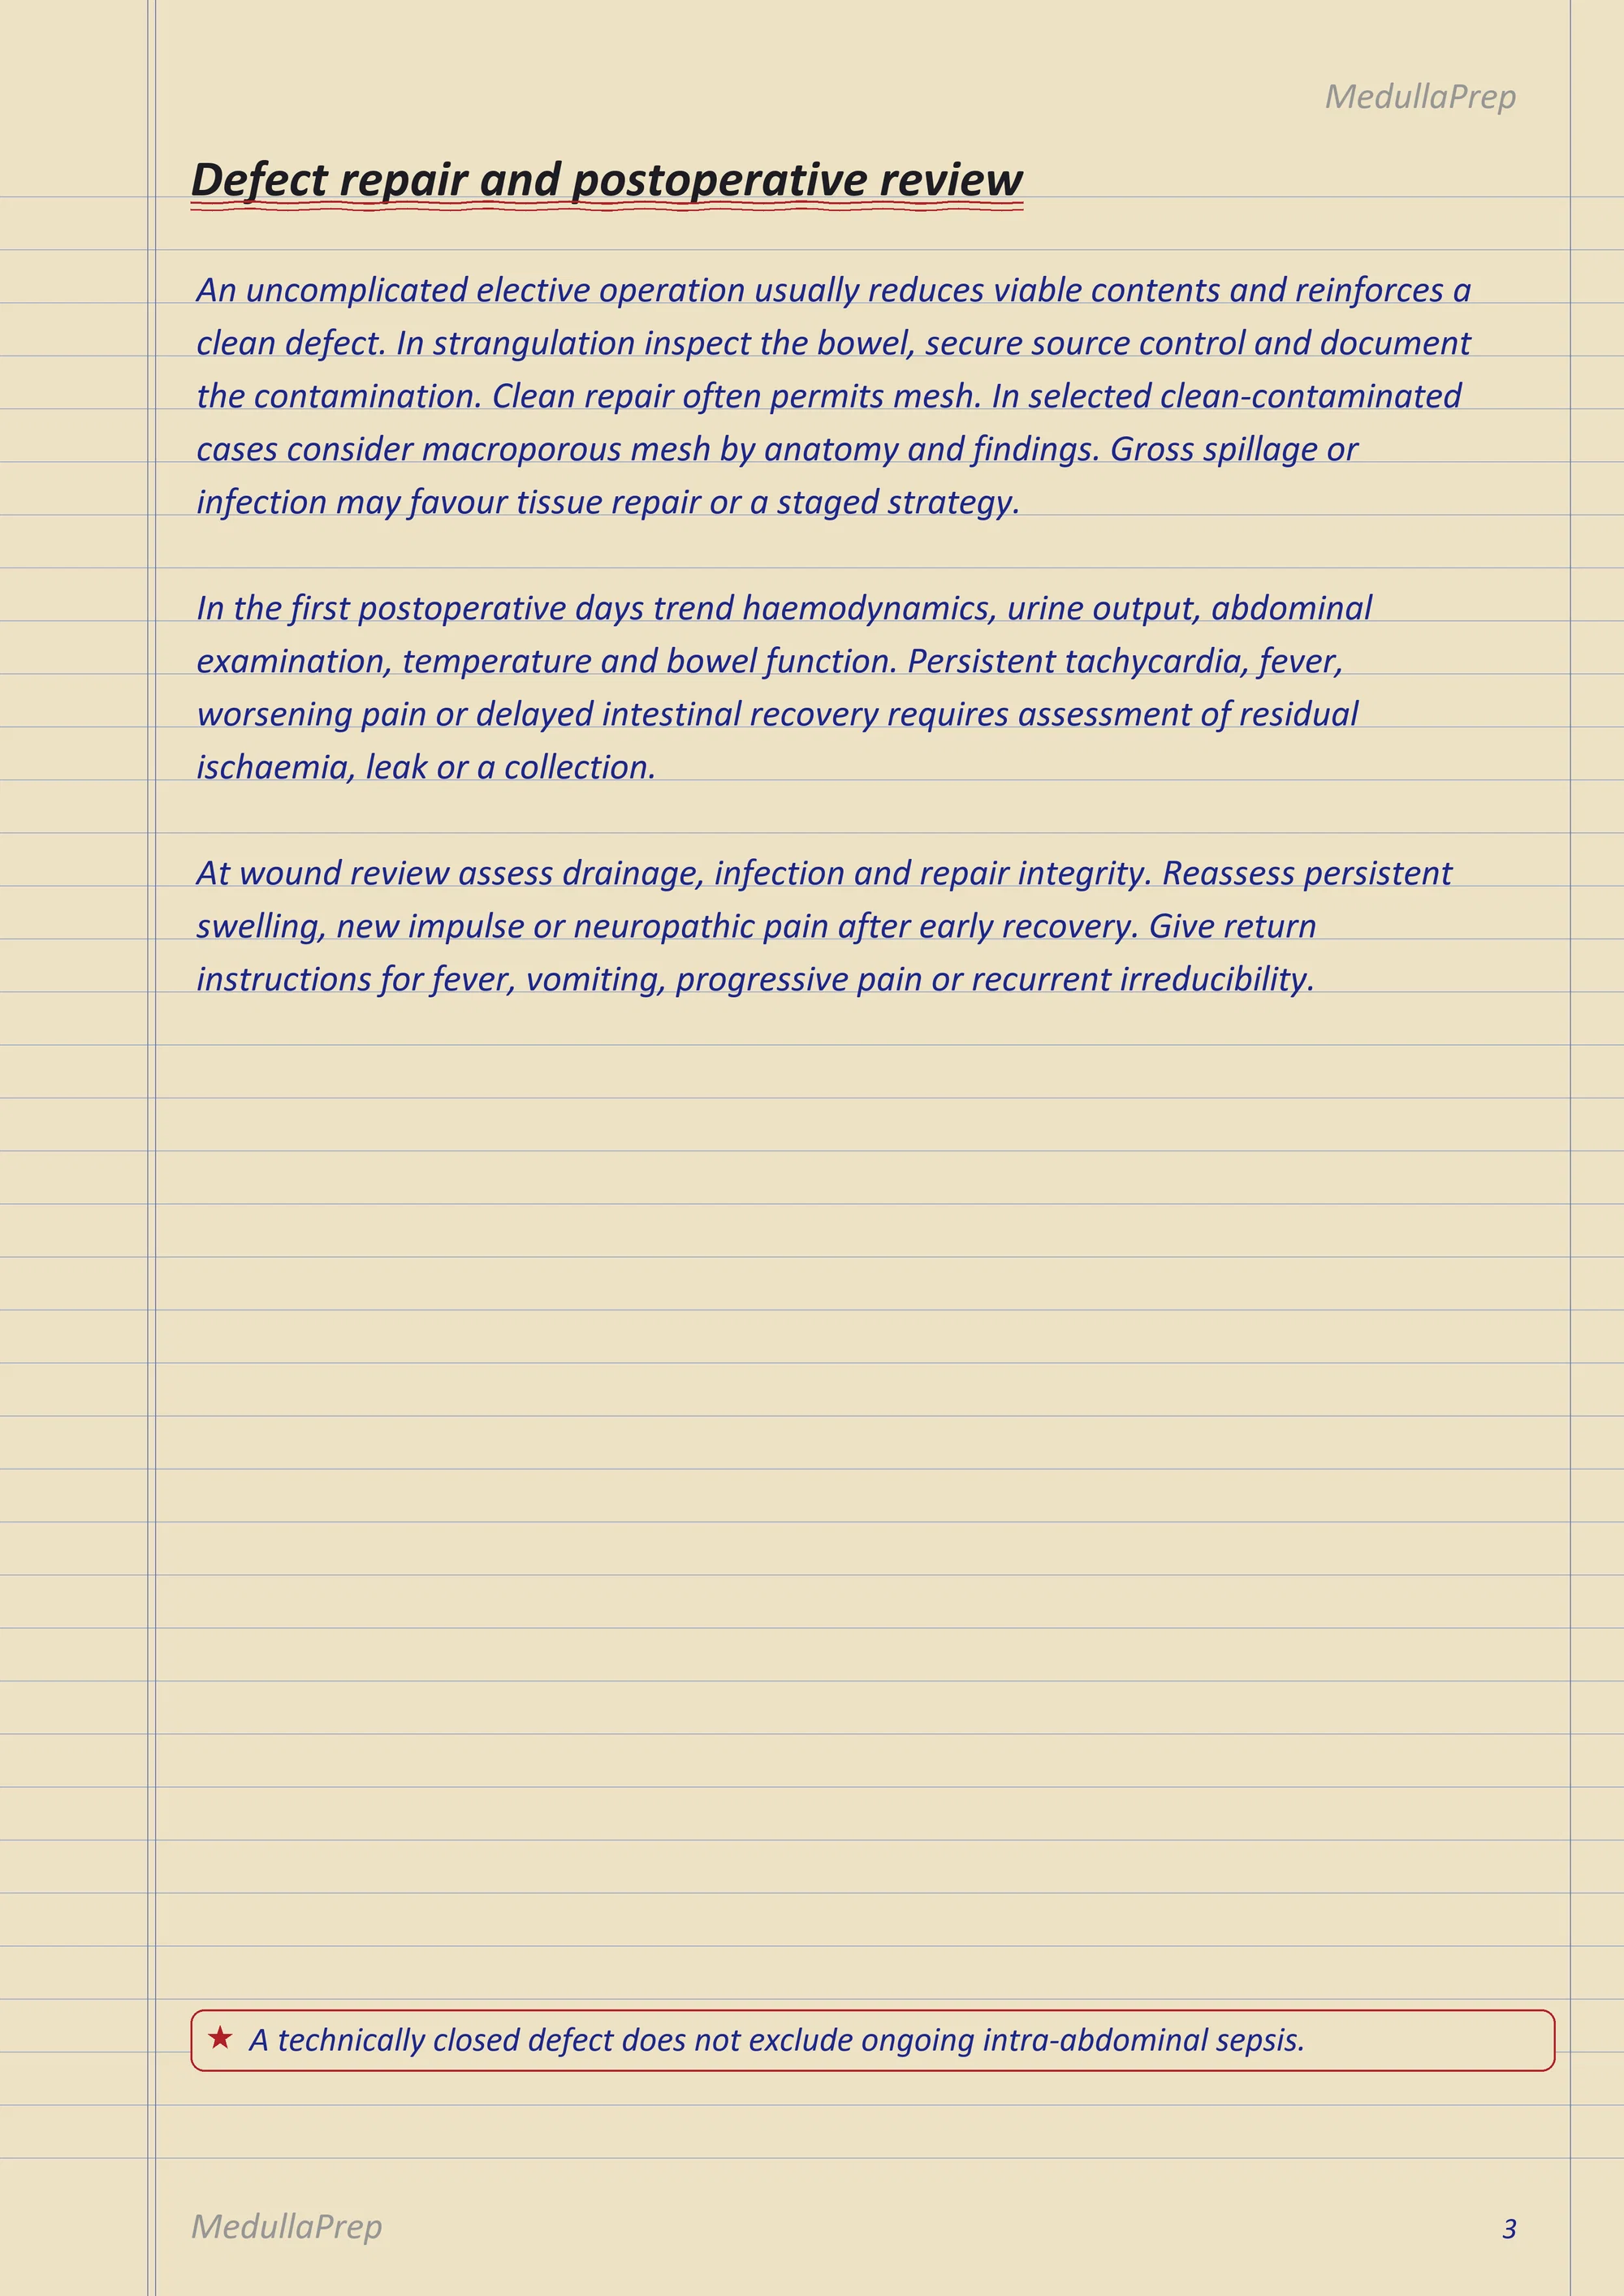 MedullaPrep
Defect repair and postoperative review
An uncomplicated elective operation usually reduces viable contents and reinforces a
clean defect. In strangulation inspect the bowel, secure source control and document
the contamination. Clean repair often permits mesh. In selected clean-contaminated
cases consider macroporous mesh by anatomy and findings. Gross spillage or
infection may favour tissue repair or a staged strategy.
In the first postoperative days trend haemodynamics, urine output, abdominal
examination, temperature and bowel function. Persistent tachycardia, fever,
worsening pain or delayed intestinal recovery requires assessment of residual
ischaemia, leak or a collection.
At wound review assess drainage, infection and repair integrity. Reassess persistent
swelling, new impulse or neuropathic pain after early recovery. Give return
instructions for fever, vomiting, progressive pain or recurrent irreducibility.
★ A technically closed defect does not exclude ongoing intra-abdominal sepsis.
MedullaPrep
3